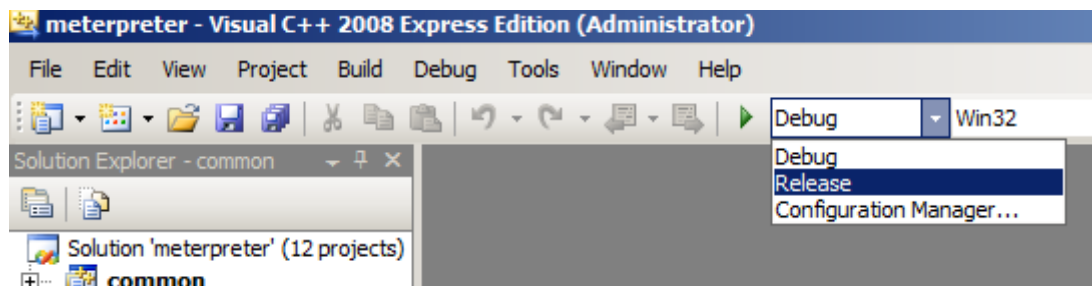 meterpreter - Visual C++ 2008 Express Edition (Administrator)
File Edit View Project Build Debug Tools Window Help
Debug Win32
Debug
Release
Configuration Manager...
Solution Explorer - common
Solution 'meterpreter' (12 projects)
common